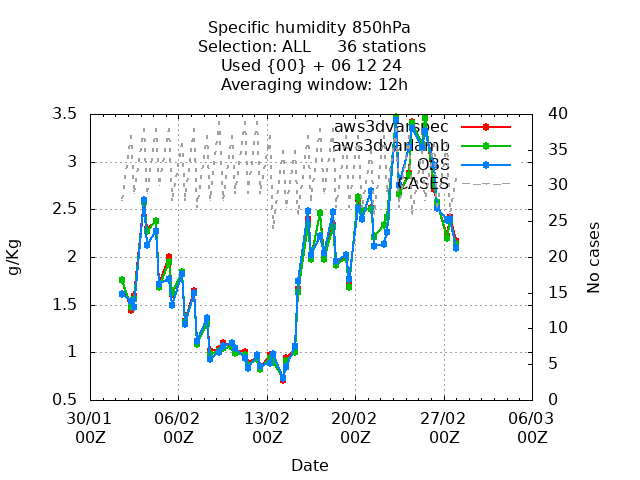 Specific humidity 850hPa
Selection: ALL 36 stations
Used {00} + 06 12 24
Averaging window: 12h
aws3dvarspec
aws3dvarlamb
OBS
CASES
3.5
3
2.5
2
1.5
1
0.5
40
35
30
25
20
15
10
5
0
g/Kg
No cases
30/01 06/02 13/02 20/02 27/02 06/03
00Z 00Z 00Z 00Z 00Z 00Z
Date